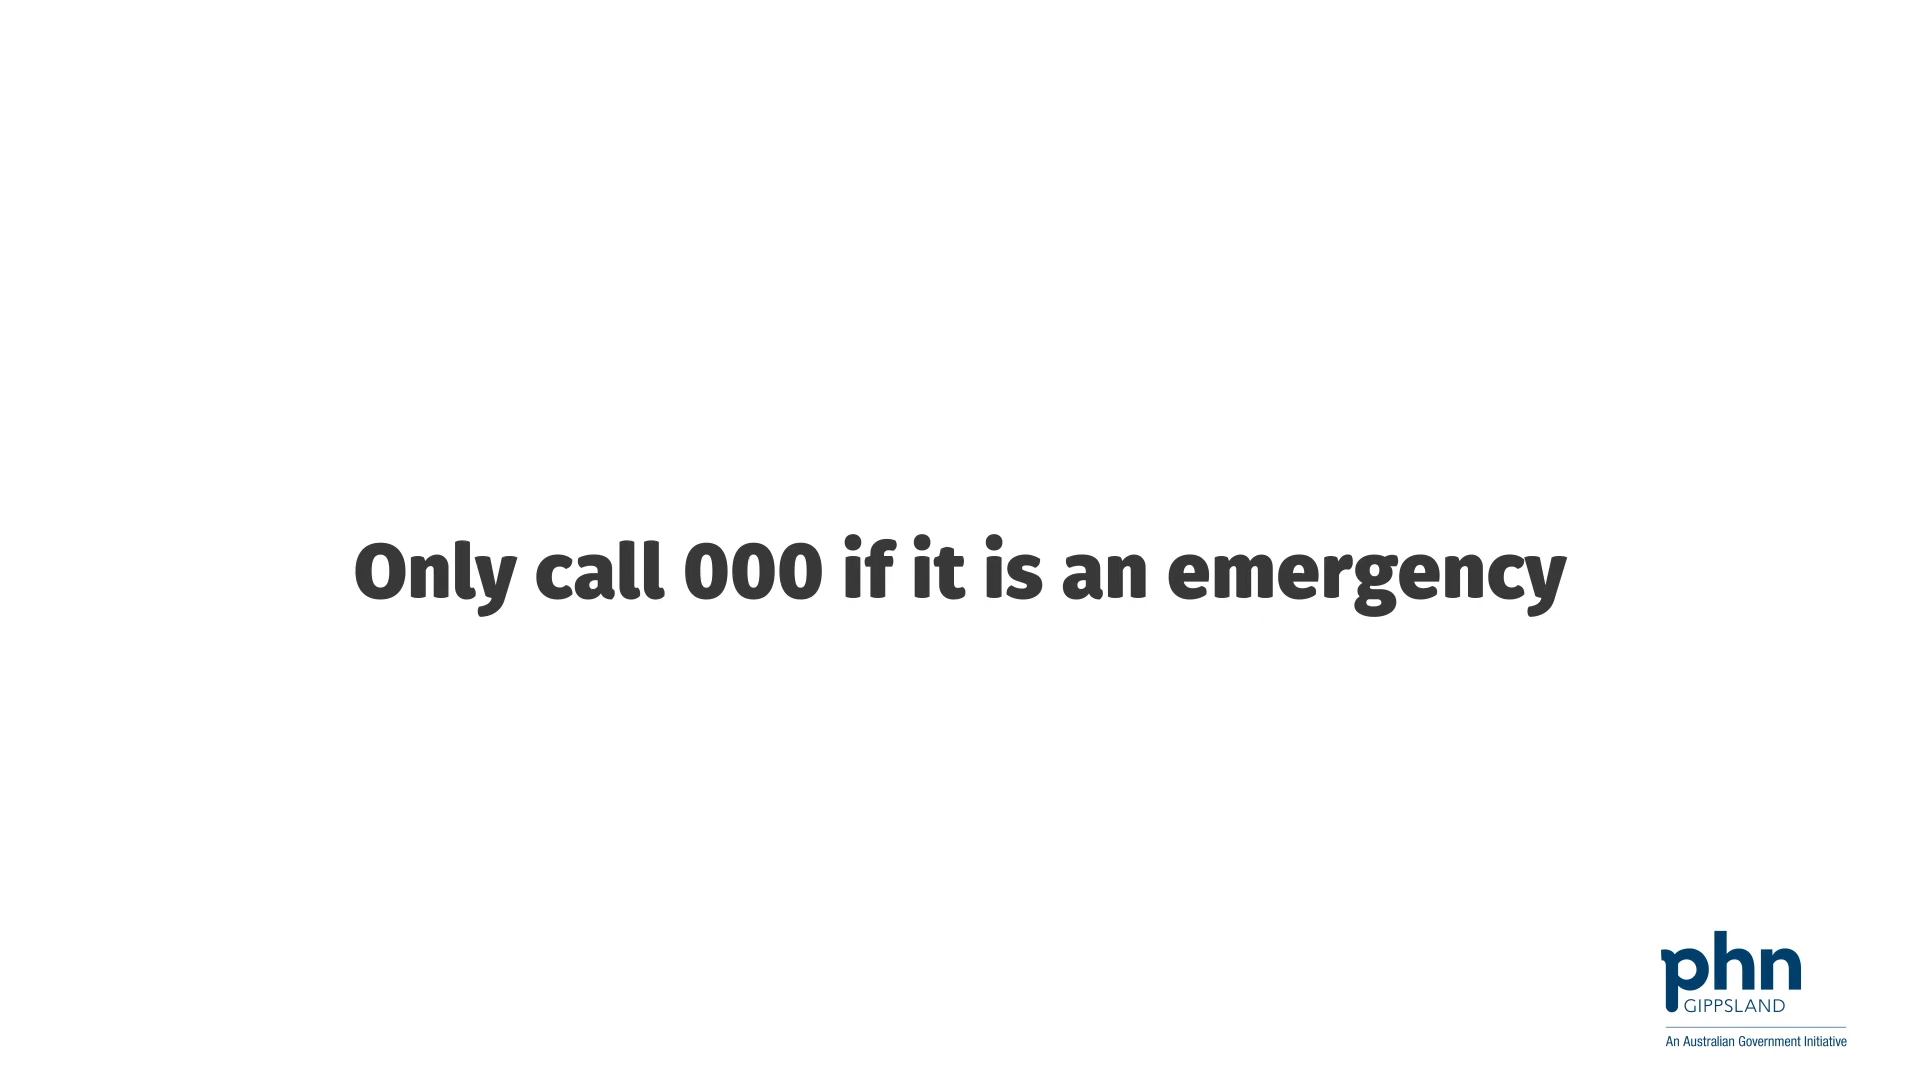 Only call 000 if it is an emergency
phn
GIPPSLAND
An Australian Government Initiative